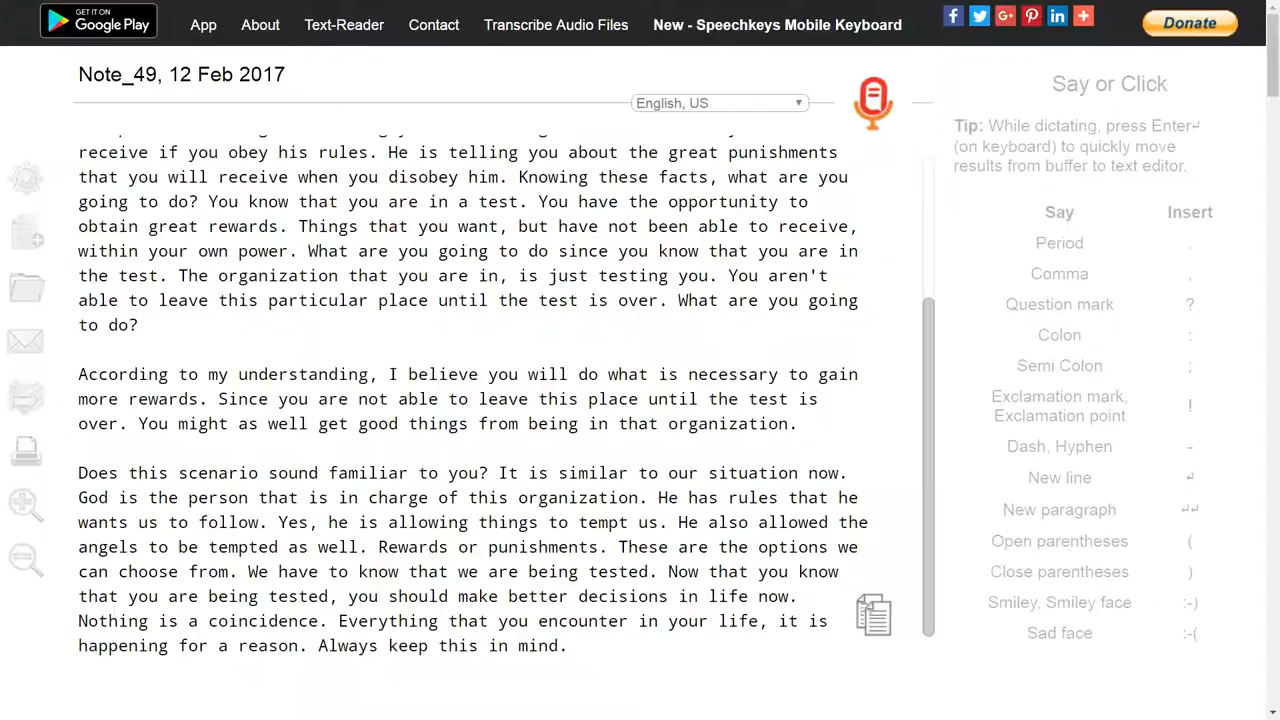 GET IT ON
Google Play
App
About
Text-Reader
Contact
Transcribe Audio Files
New - Speechkeys Mobile Keyboard
Donate
Note_49, 12 Feb 2017
English, US
receive if you obey his rules. He is telling you about the great punishments
that you will receive when you disobey him. Knowing these facts, what are you
going to do? You know that you are in a test. You have the opportunity to
obtain great rewards. Things that you want, but have not been able to receive,
within your own power. What are you going to do since you know that you are in
the test. The organization that you are in, is just testing you. You aren't
able to leave this particular place until the test is over. What are you going
to do?
According to my understanding, I believe you will do what is necessary to gain
more rewards. Since you are not able to leave this place until the test is
over. You might as well get good things from being in that organization.
Does this scenario sound familiar to you? It is similar to our situation now.
God is the person that is in charge of this organization. He has rules that he
wants us to follow. Yes, he is allowing things to tempt us. He also allowed the
angels to be tempted as well. Rewards or punishments. These are the options we
can choose from. We have to know that we are being tested. Now that you know
that you are being tested, you should make better decisions in life now.
Nothing is a coincidence. Everything that you encounter in your life, it is
happening for a reason. Always keep this in mind.
Say or Click
Tip: While dictating, press Enter↵
(on keyboard) to quickly move
results from buffer to text editor.
Say Insert
Period .
Comma ,
Question mark ?
Colon :
Semi Colon ;
Exclamation mark,
Exclamation point !
Dash, Hyphen -
New line ↵
New paragraph ↵↵
Open parentheses (
Close parentheses )
Smiley, Smiley face :-)
Sad face :-(